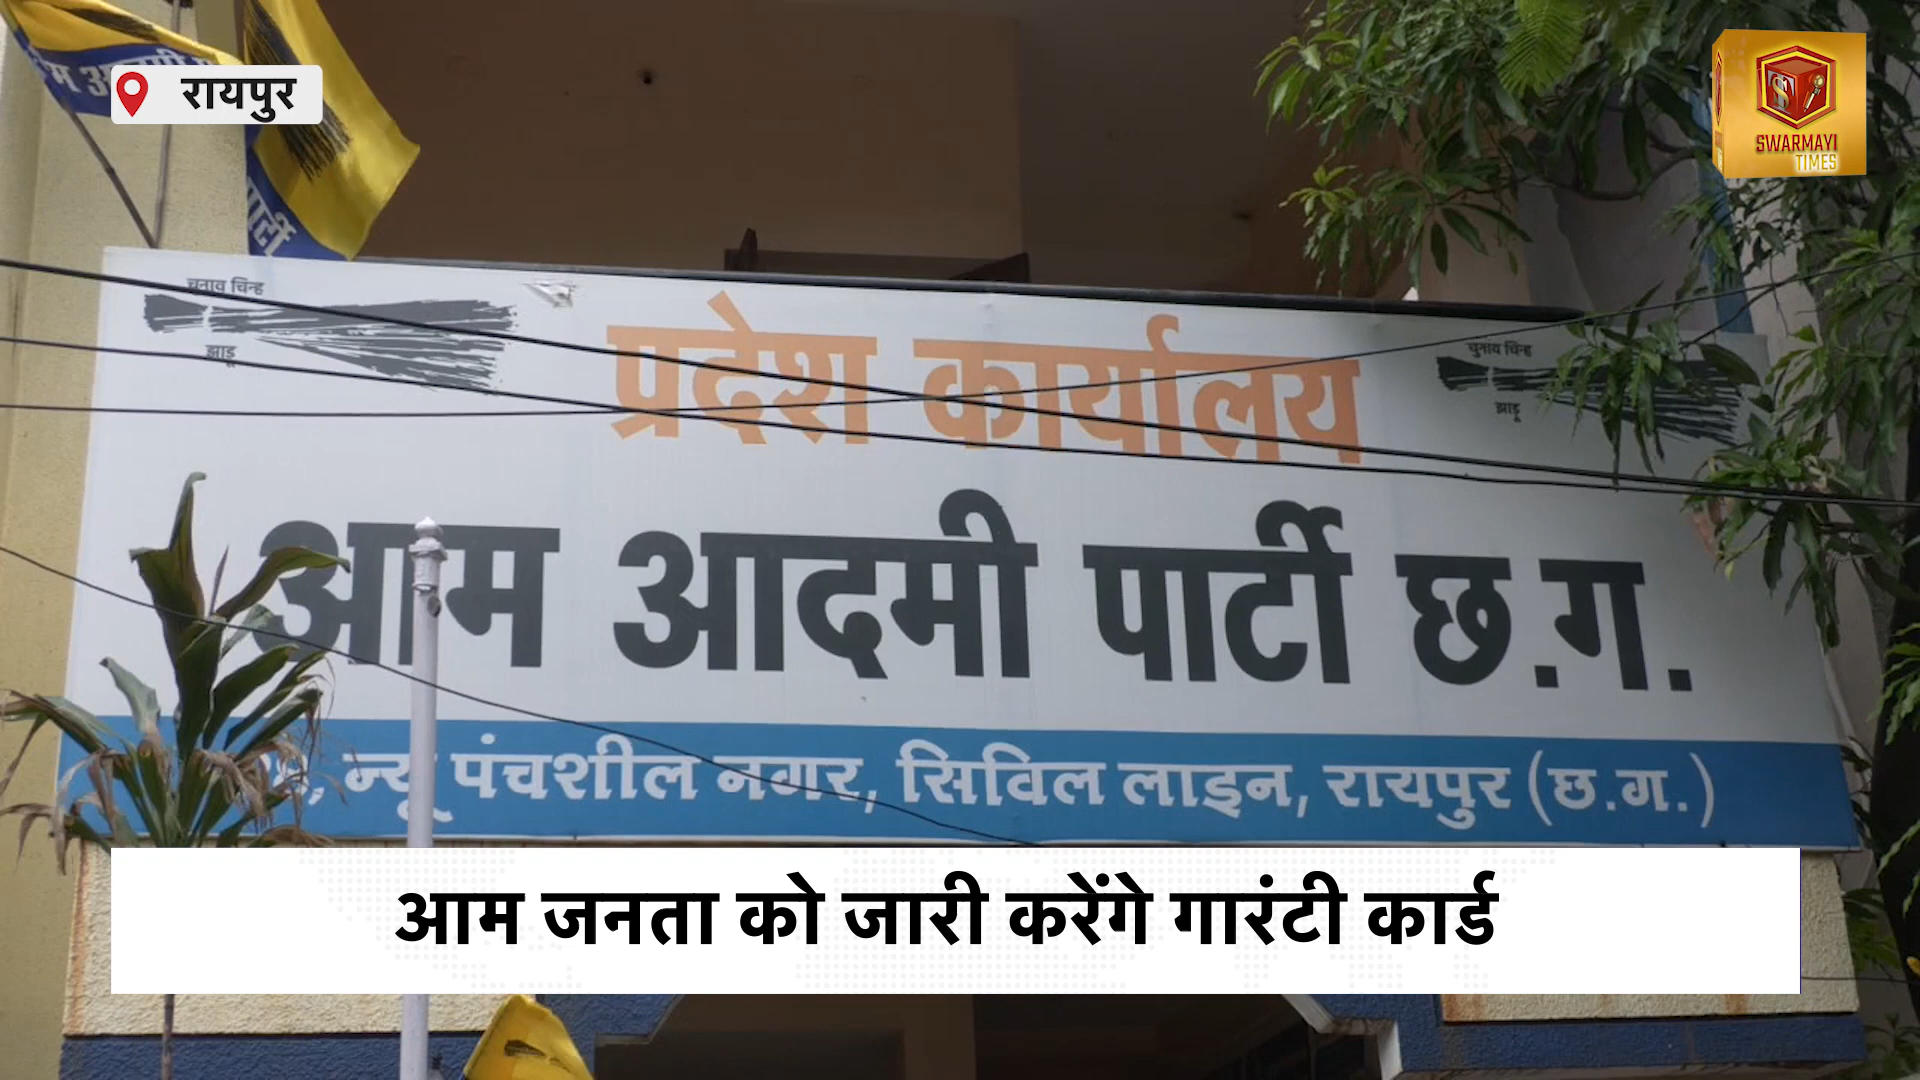 रायपुर
SWARMAYI
TIMES
पार्टी
चुनाव चिन्ह
झाडू
प्रदेश कार्यालय
चुनाव चिन्ह
झाडू
आम आदमी पार्टी छ.ग.
, न्यू पंचशील नगर, सिविल लाइन, रायपुर (छ.ग.)
आम जनता को जारी करेंगे गारंटी कार्ड